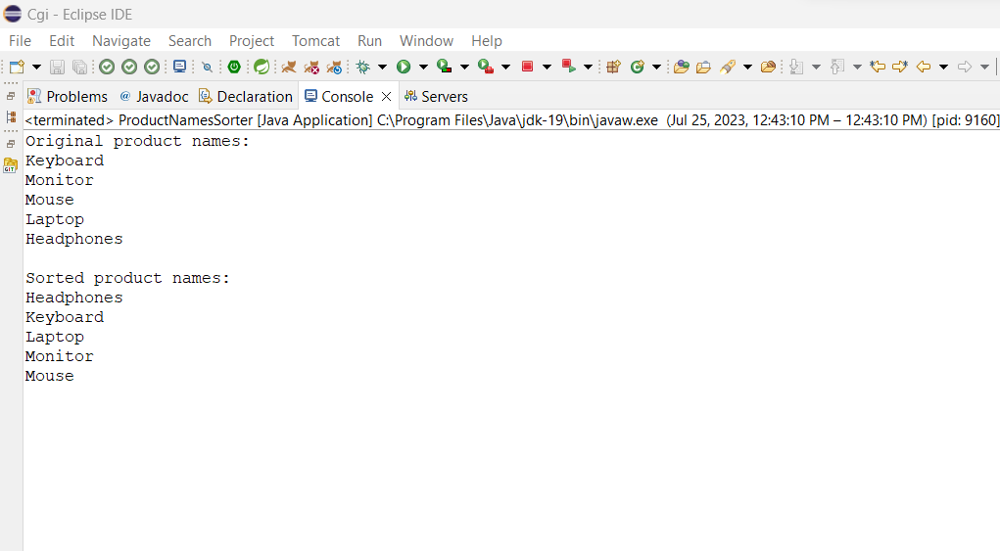 Cgi - Eclipse IDE
File Edit Navigate Search Project Tomcat Run Window Help
Problems @ Javadoc Declaration Console Servers
<terminated> ProductNamesSorter [Java Application] C:\Program Files\Java\jdk-19\bin\javaw.exe (Jul 25, 2023, 12:43:10 PM – 12:43:10 PM) [pid: 9160]
Original product names:
Keyboard
Monitor
Mouse
Laptop
Headphones
Sorted product names:
Headphones
Keyboard
Laptop
Monitor
Mouse
GIT